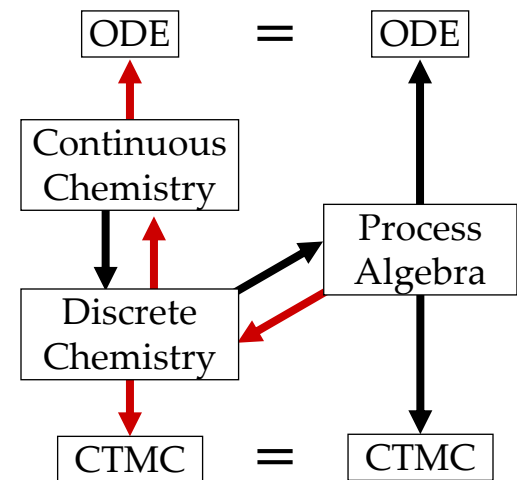 ODE = ODE
Continuous
Chemistry
Process
Algebra
Discrete
Chemistry
CTMC = CTMC